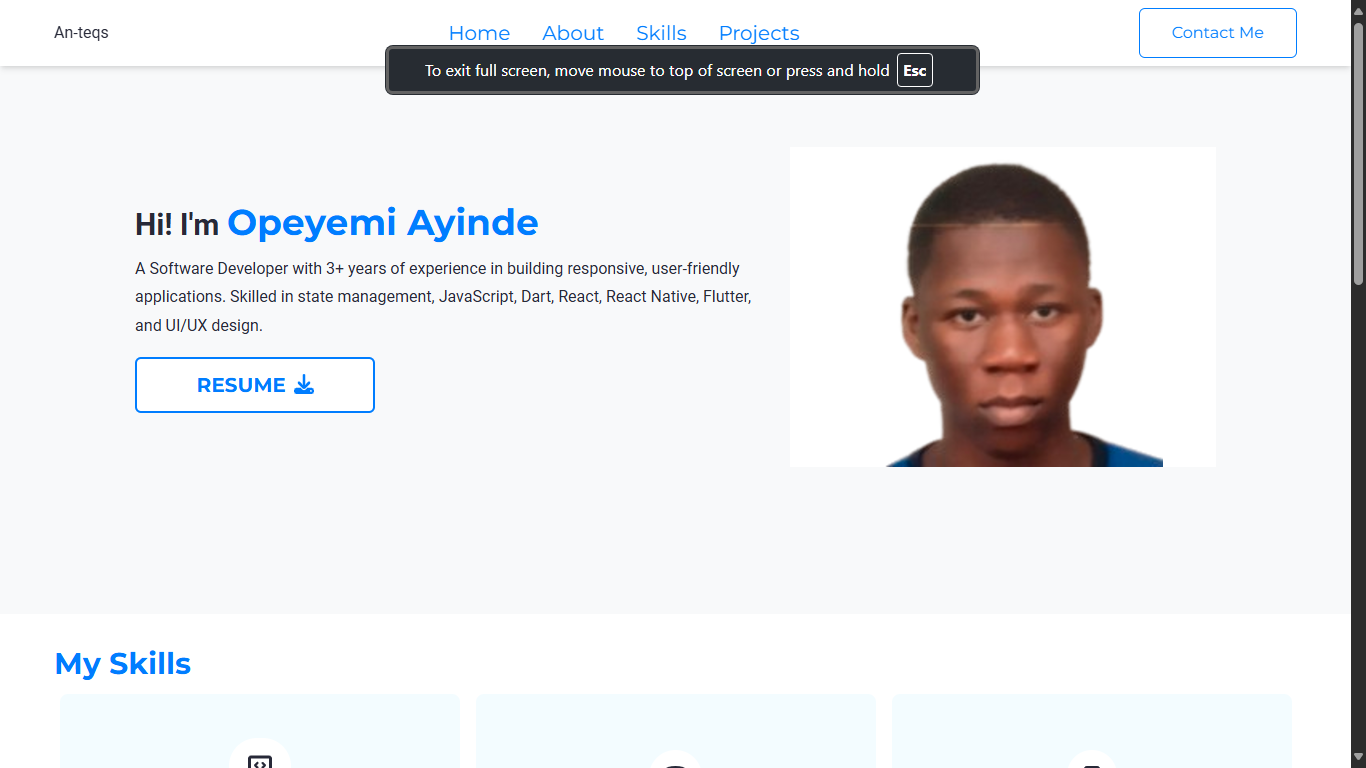 An-teqs
Home About Skills Projects
Contact Me
To exit full screen, move mouse to top of screen or press and hold Esc
Hi! I'm Opeyemi Ayinde
A Software Developer with 3+ years of experience in building responsive, user-friendly
applications. Skilled in state management, JavaScript, Dart, React, React Native, Flutter,
and UI/UX design.
RESUME
My Skills